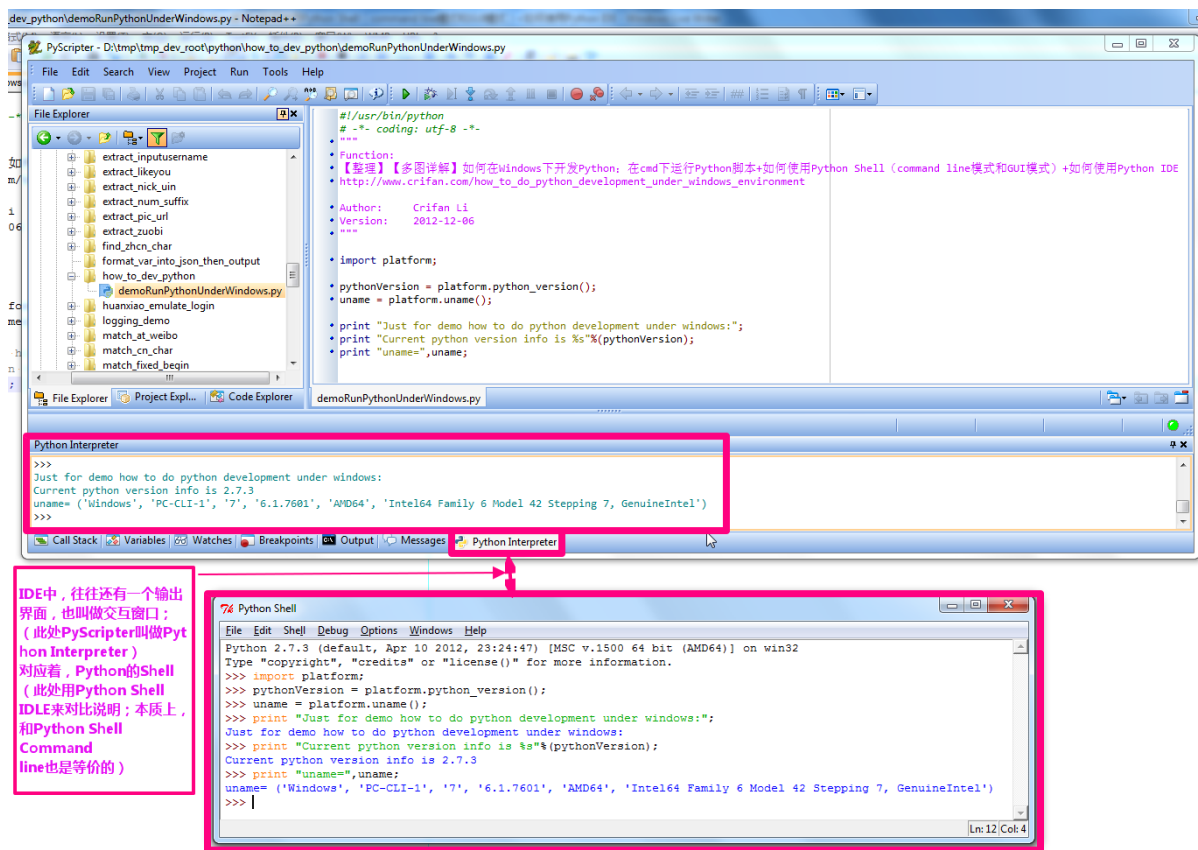 _dev_python\demoRunPythonUnderWindows.py - Notepad++
PyScripter - D:\tmp\tmp_dev_root\python\how_to_dev_python\demoRunPythonUnderWindows.py
File Edit Search View Project Run Tools Help
File Explorer
extract_inputusername
extract_likeyou
extract_nick_uin
extract_num_suffix
extract_pic_url
extract_zuobi
find_zhcn_char
format_var_into_json_then_output
how_to_dev_python
demoRunPythonUnderWindows.py
huanxiao_emulate_login
logging_demo
match_at_weibo
match_cn_char
match_fixed_begin
File Explorer Project Expl... Code Explorer
#!/usr/bin/python
# -*- coding: utf-8 -*-
"""
Function:
【整理】【多图详解】如何在Windows下开发Python：在cmd下运行Python脚本+如何使用Python Shell（command line模式和GUI模式）+如何使用Python IDE
http://www.crifan.com/how_to_do_python_development_under_windows_environment
Author: Crifan Li
Version: 2012-12-06
"""
import platform;
pythonVersion = platform.python_version();
uname = platform.uname();
print "Just for demo how to do python development under windows:";
print "Current python version info is %s"%(pythonVersion);
print "uname=",uname;
demoRunPythonUnderWindows.py
Python Interpreter
>>>
Just for demo how to do python development under windows:
Current python version info is 2.7.3
uname= ('Windows', 'PC-CLI-1', '7', '6.1.7601', 'AMD64', 'Intel64 Family 6 Model 42 Stepping 7, GenuineIntel')
>>>
Call Stack Variables Watches Breakpoints Output Messages Python Interpreter
IDE中，往往还有一个输出
界面，也叫做交互窗口；
（此处PyScripter叫做Pyt
hon Interpreter）
对应着，Python的Shell
（此处用Python Shell
IDLE来对比说明；本质上，
和Python Shell
Command
line也是等价的）
Python Shell
File Edit Shell Debug Options Windows Help
Python 2.7.3 (default, Apr 10 2012, 23:24:47) [MSC v.1500 64 bit (AMD64)] on win32
Type "copyright", "credits" or "license()" for more information.
>>> import platform;
>>> pythonVersion = platform.python_version();
>>> uname = platform.uname();
>>> print "Just for demo how to do python development under windows:";
Just for demo how to do python development under windows:
>>> print "Current python version info is %s"%(pythonVersion);
Current python version info is 2.7.3
>>> print "uname=",uname;
uname= ('Windows', 'PC-CLI-1', '7', '6.1.7601', 'AMD64', 'Intel64 Family 6 Model 42 Stepping 7, GenuineIntel')
>>>
Ln: 12 Col: 4